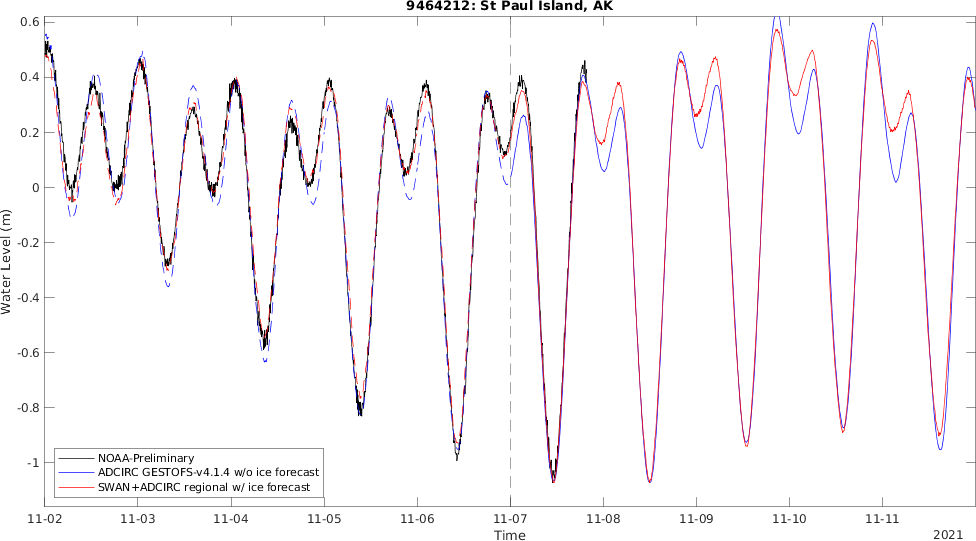 9464212: St Paul Island, AK
Water Level (m)
0.6
0.4
0.2
0
-0.2
-0.4
-0.6
-0.8
-1
NOAA-Preliminary
ADCIRC GESTOFS-v4.1.4 w/o ice forecast
SWAN+ADCIRC regional w/ ice forecast
11-02 11-03 11-04 11-05 11-06 11-07 11-08 11-09 11-10 11-11
Time
2021